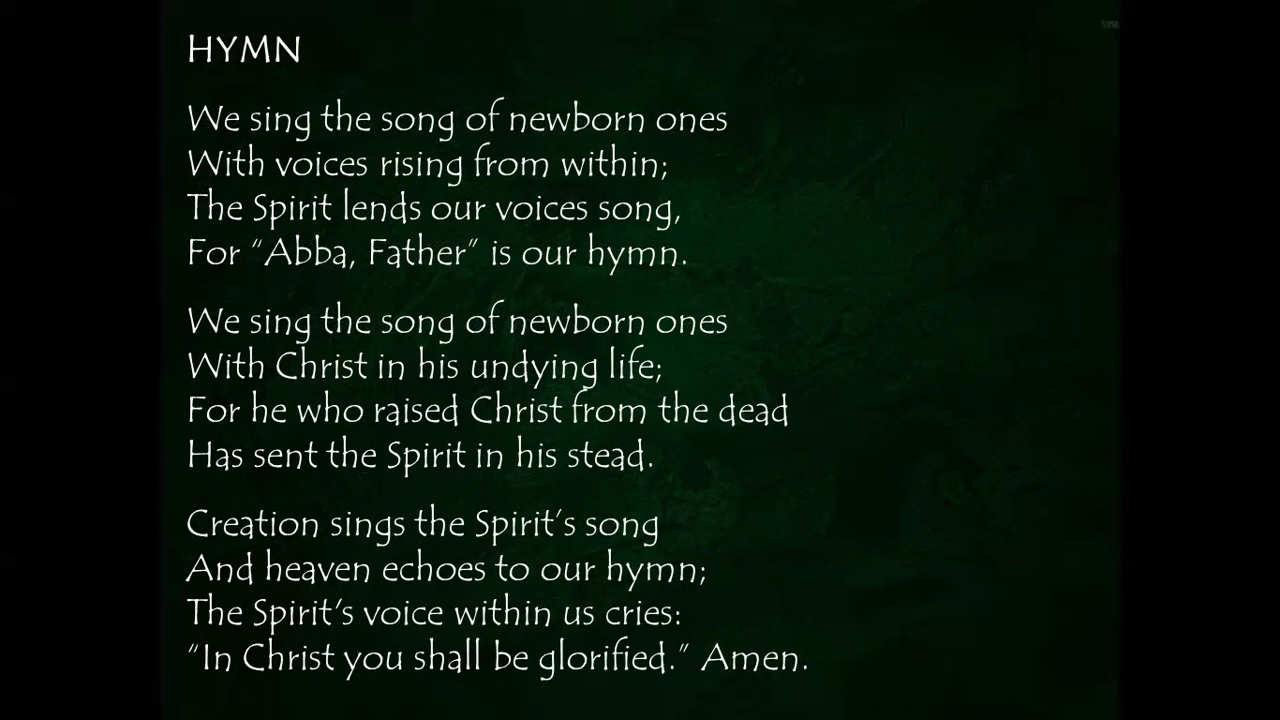 HYMN
We sing the song of newborn ones
With voices rising from within;
The Spirit lends our voices song,
For “Abba, Father” is our hymn.
We sing the song of newborn ones
With Christ in his undying life;
For he who raised Christ from the dead
Has sent the Spirit in his stead.
Creation sings the Spirit’s song
And heaven echoes to our hymn;
The Spirit’s voice within us cries:
“In Christ you shall be glorified.” Amen.